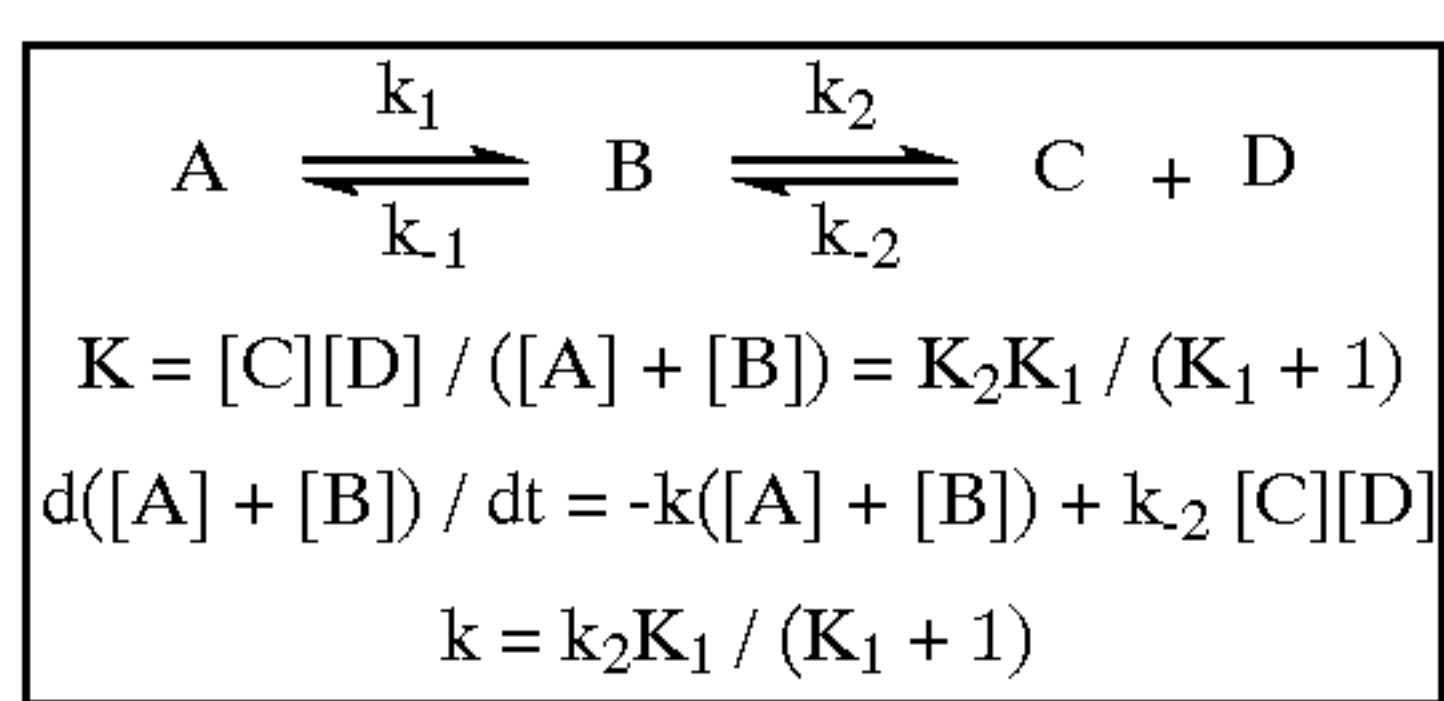 k₁ k₂
A ⇌ B ⇌ C + D
k₋₁ k₋₂
K = [C][D] / ([A] + [B]) = K₂K₁ / (K₁ + 1)
d([A] + [B]) / dt = -k([A] + [B]) + k₋₂ [C][D]
k = k₂K₁ / (K₁ + 1)